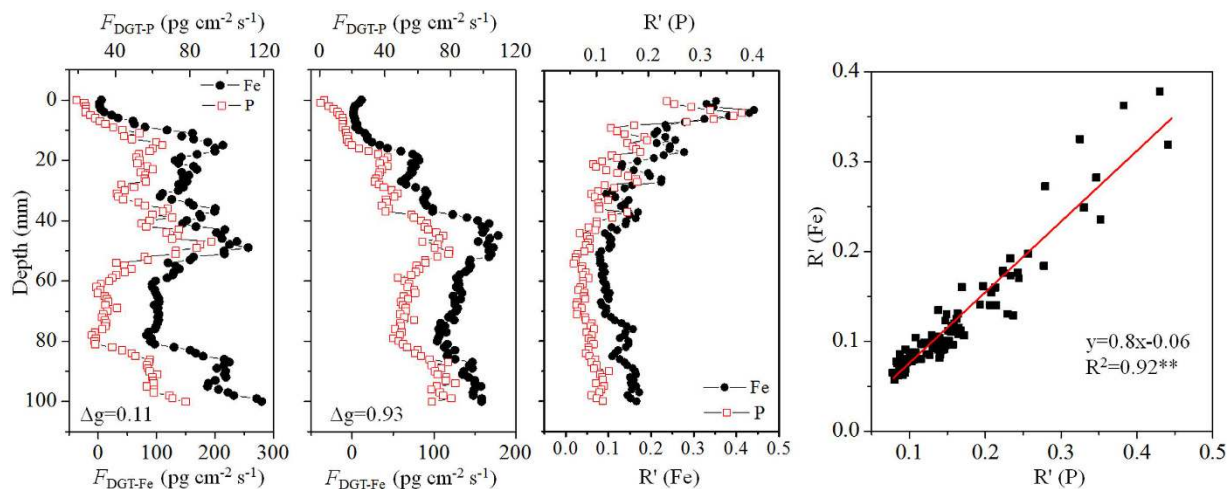 F_DGT-P (pg cm⁻² s⁻¹)
40 60 80 100 120
F_DGT-P (pg cm⁻² s⁻¹)
0 40 80 120
R' (P)
0.1 0.2 0.3 0.4
Fe
P
Depth (mm)
0
20
40
60
80
100
Δg=0.11
0 100 200 300
F_DGT-Fe (pg cm⁻² s⁻¹)
Δg=0.93
0 100 200
F_DGT-Fe (pg cm⁻² s⁻¹)
Fe
P
0.0 0.1 0.2 0.3 0.4 0.5
R' (Fe)
R' (Fe)
0.4
0.3
0.2
0.1
0.0
y=0.8x-0.06
R²=0.92**
0.1 0.2 0.3 0.4 0.5
R' (P)